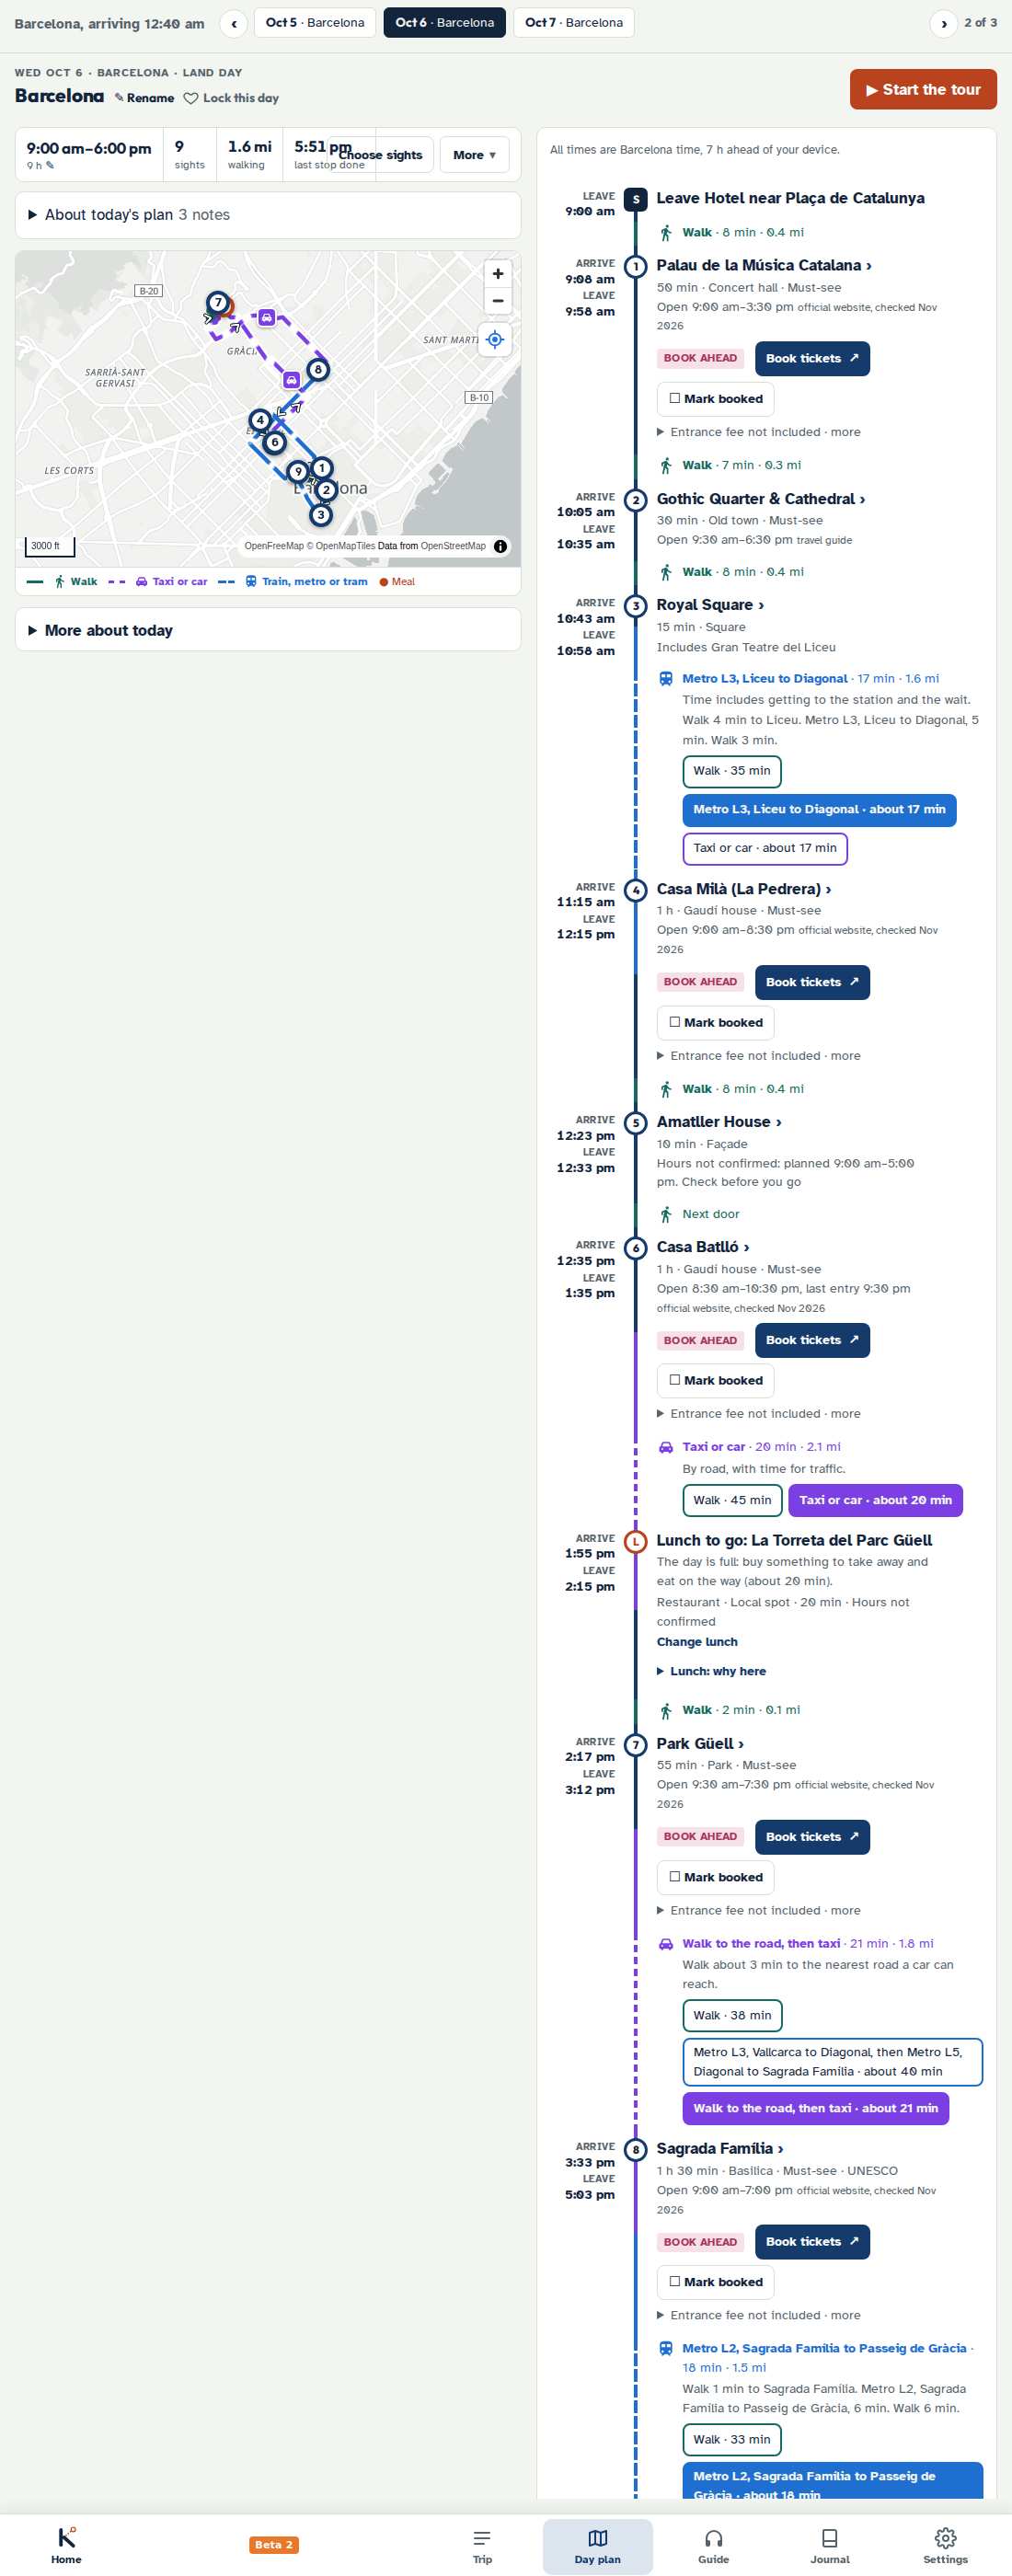 Barcelona, arriving 12:40 am
‹
Oct 5 · Barcelona
Oct 6 · Barcelona
Oct 7 · Barcelona
›
2 of 3
WED OCT 6 · BARCELONA · LAND DAY
Barcelona
✎ Rename
Lock this day
▶ Start the tour
9:00 am–6:00 pm
9 h ✎
9
sights
1.6 mi
walking
5:51 pm
last stop done
Choose sights
More ▾
▶ About today's plan 3 notes
B-20
GRÀCIA
SANT MARTÍ
SARRIÀ-SANT
GERVASI
B-10
LES CORTS
7
8
4
6
9
1
2
3
+
−
3000 ft
OpenFreeMap © OpenMapTiles Data from OpenStreetMap
Walk
Taxi or car
Train, metro or tram
Meal
▶ More about today
All times are Barcelona time, 7 h ahead of your device.
LEAVE
9:00 am
S
Leave Hotel near Plaça de Catalunya
Walk · 8 min · 0.4 mi
ARRIVE
9:08 am
LEAVE
9:58 am
1
Palau de la Música Catalana ›
50 min · Concert hall · Must-see
Open 9:00 am–3:30 pm official website, checked Nov
2026
BOOK AHEAD
Book tickets ↗
☐ Mark booked
▶ Entrance fee not included · more
Walk · 7 min · 0.3 mi
ARRIVE
10:05 am
LEAVE
10:35 am
2
Gothic Quarter & Cathedral ›
30 min · Old town · Must-see
Open 9:30 am–6:30 pm travel guide
Walk · 8 min · 0.4 mi
ARRIVE
10:43 am
LEAVE
10:58 am
3
Royal Square ›
15 min · Square
Includes Gran Teatre del Liceu
Metro L3, Liceu to Diagonal · 17 min · 1.6 mi
Time includes getting to the station and the wait.
Walk 4 min to Liceu. Metro L3, Liceu to Diagonal, 5
min. Walk 3 min.
Walk · 35 min
Metro L3, Liceu to Diagonal · about 17 min
Taxi or car · about 17 min
ARRIVE
11:15 am
LEAVE
12:15 pm
4
Casa Milà (La Pedrera) ›
1 h · Gaudí house · Must-see
Open 9:00 am–8:30 pm official website, checked Nov
2026
BOOK AHEAD
Book tickets ↗
☐ Mark booked
▶ Entrance fee not included · more
Walk · 8 min · 0.4 mi
ARRIVE
12:23 pm
LEAVE
12:33 pm
5
Amatller House ›
10 min · Façade
Hours not confirmed: planned 9:00 am–5:00
pm. Check before you go
Next door
ARRIVE
12:35 pm
LEAVE
1:35 pm
6
Casa Batlló ›
1 h · Gaudí house · Must-see
Open 8:30 am–10:30 pm, last entry 9:30 pm
official website, checked Nov 2026
BOOK AHEAD
Book tickets ↗
☐ Mark booked
▶ Entrance fee not included · more
Taxi or car · 20 min · 2.1 mi
By road, with time for traffic.
Walk · 45 min
Taxi or car · about 20 min
ARRIVE
1:55 pm
LEAVE
2:15 pm
L
Lunch to go: La Torreta del Parc Güell
The day is full: buy something to take away and
eat on the way (about 20 min).
Restaurant · Local spot · 20 min · Hours not
confirmed
Change lunch
▶ Lunch: why here
Walk · 2 min · 0.1 mi
ARRIVE
2:17 pm
LEAVE
3:12 pm
7
Park Güell ›
55 min · Park · Must-see
Open 9:30 am–7:30 pm official website, checked Nov
2026
BOOK AHEAD
Book tickets ↗
☐ Mark booked
▶ Entrance fee not included · more
Walk to the road, then taxi · 21 min · 1.8 mi
Walk about 3 min to the nearest road a car can
reach.
Walk · 38 min
Metro L3, Vallcarca to Diagonal, then Metro L5,
Diagonal to Sagrada Família · about 40 min
Walk to the road, then taxi · about 21 min
ARRIVE
3:33 pm
LEAVE
5:03 pm
8
Sagrada Família ›
1 h 30 min · Basilica · Must-see · UNESCO
Open 9:00 am–7:00 pm official website, checked Nov
2026
BOOK AHEAD
Book tickets ↗
☐ Mark booked
▶ Entrance fee not included · more
Metro L2, Sagrada Família to Passeig de Gràcia ·
18 min · 1.5 mi
Walk 1 min to Sagrada Família. Metro L2, Sagrada
Família to Passeig de Gràcia, 6 min. Walk 6 min.
Walk · 33 min
Metro L2, Sagrada Família to Passeig de
Gràcia · about 18 min
Home
Beta 2
Trip
Day plan
Guide
Journal
Settings